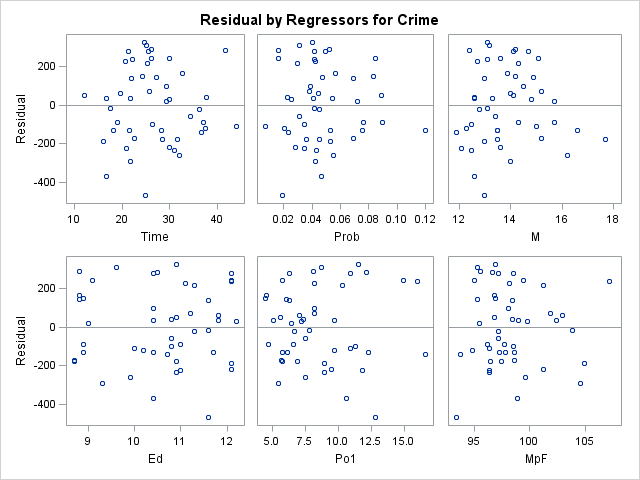 Residual by Regressors for Crime
Residual
200
0
-200
-400
10 20 30 40
Time
0.02 0.04 0.06 0.08 0.10 0.12
Prob
12 14 16 18
M
Residual
200
0
-200
-400
9 10 11 12
Ed
5.0 7.5 10.0 12.5 15.0
Po1
95 100 105
MpF